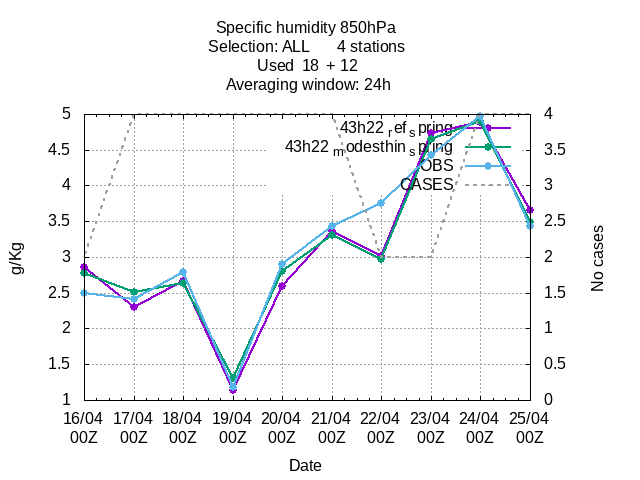 Specific humidity 850hPa
Selection: ALL 4 stations
Used 18 + 12
Averaging window: 24h
43h22 ref spring
43h22 modesthin spring
OBS
CASES
g/Kg
5
4.5
4
3.5
3
2.5
2
1.5
1
4
3.5
3
2.5
2
1.5
1
0.5
0
No cases
16/04 17/04 18/04 19/04 20/04 21/04 22/04 23/04 24/04 25/04
00Z 00Z 00Z 00Z 00Z 00Z 00Z 00Z 00Z 00Z
Date